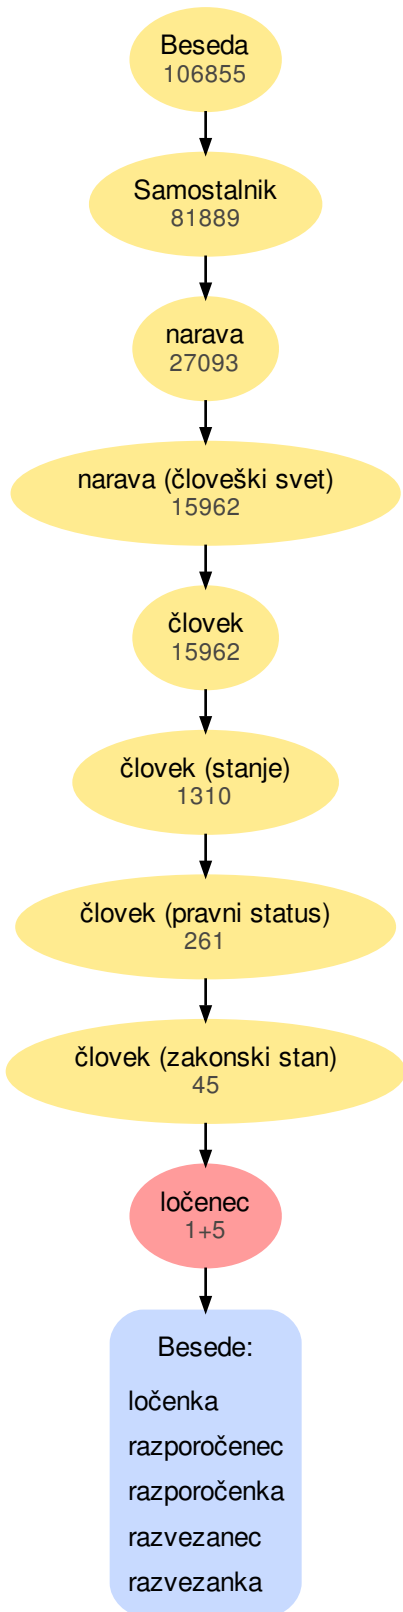 Beseda
106855
Samostalnik
81889
narava
27093
narava (človeški svet)
15962
človek
15962
človek (stanje)
1310
človek (pravni status)
261
človek (zakonski stan)
45
ločenec
1+5
Besede:
ločenka
razporočenec
razporočenka
razvezanec
razvezanka